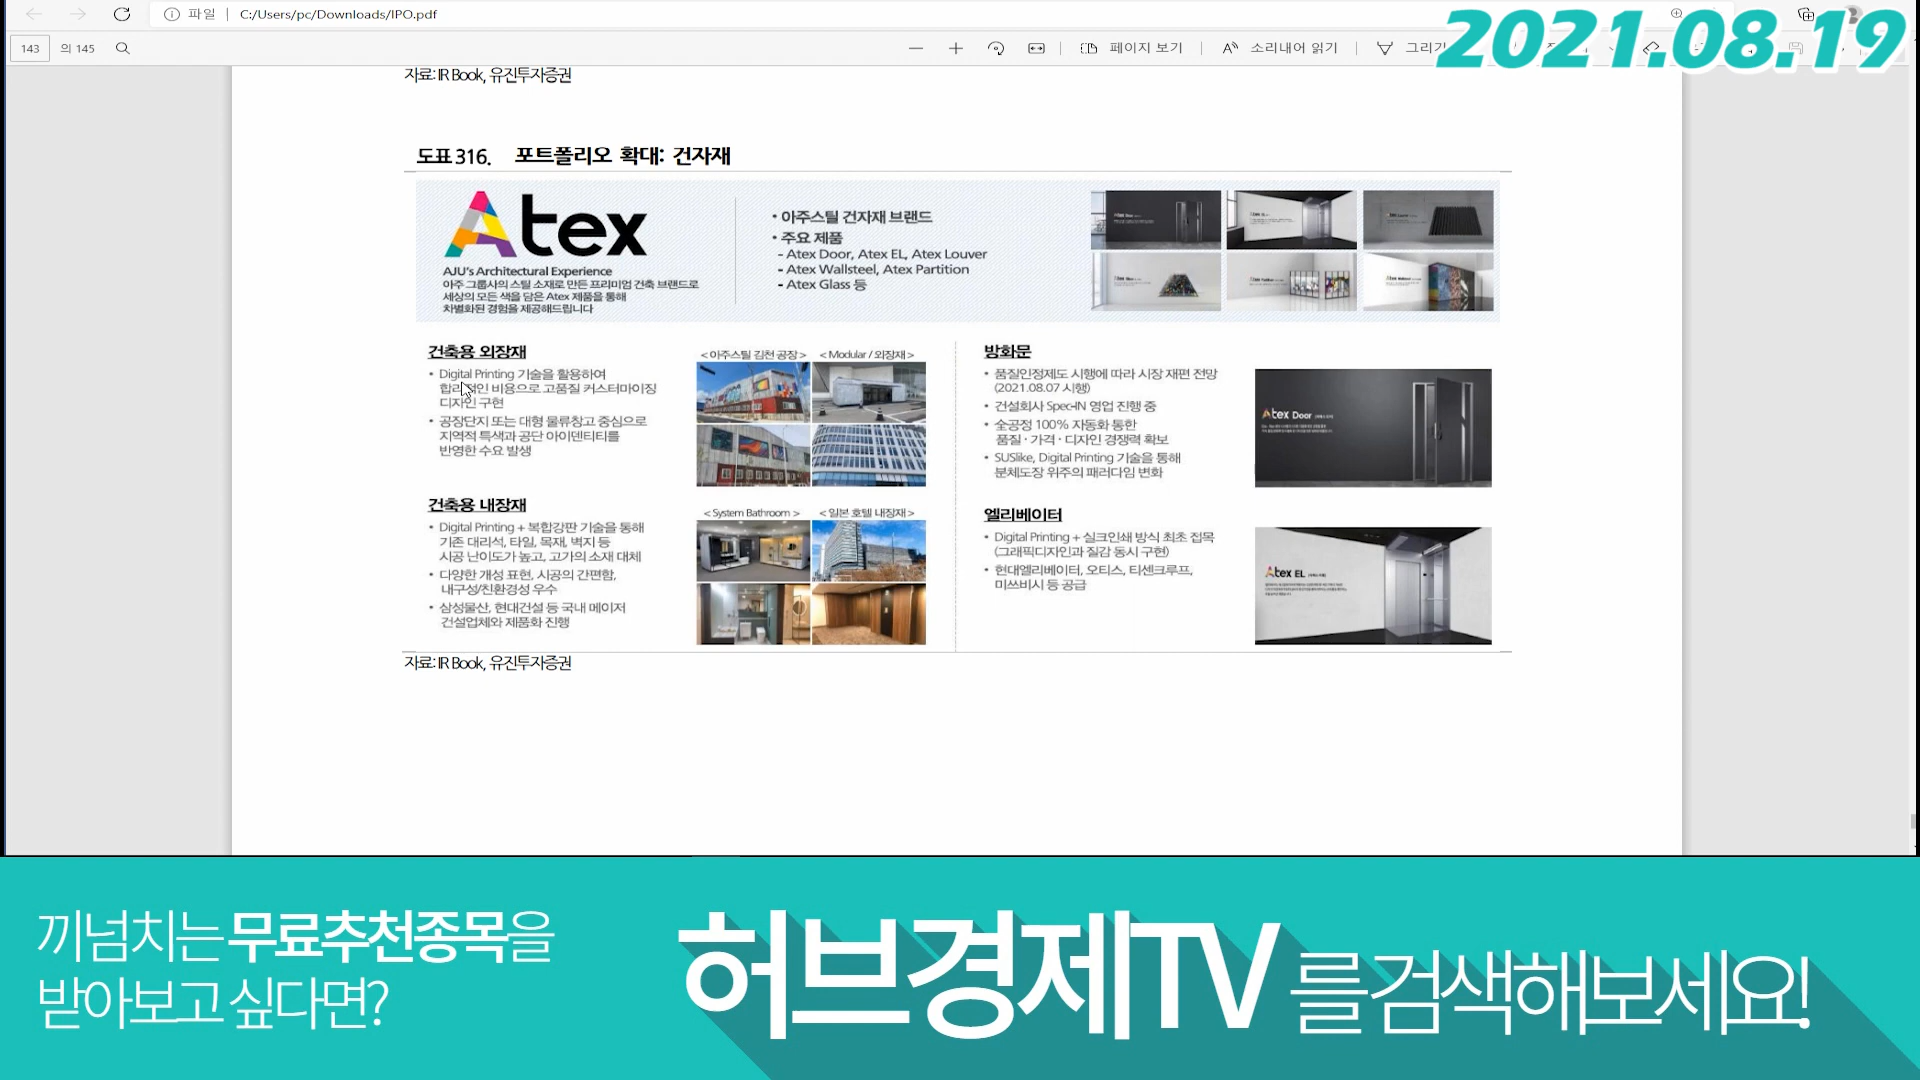 파일
C:/Users/pc/Downloads/IPO.pdf
2021.08.19
143
의 145
페이지 보기
소리내어 읽기
그리기
자료: IR Book, 유진투자증권
도표 316. 포트폴리오 확대: 건자재
Atex
AJU's Architectural Experience
아주 그룹사의 스틸 소재로 만든 프리미엄 건축 브랜드로
세상의 모든 색을 담은 Atex 제품을 통해
차별화된 경험을 제공해드립니다
• 아주스틸 건자재 브랜드
• 주요 제품
- Atex Door, Atex EL, Atex Louver
- Atex Wallsteel, Atex Partition
- Atex Glass 등
건축용 외장재
• Digital Printing 기술을 활용하여
합리적인 비용으로 고품질 커스터마이징
디자인 구현
• 공장단지 또는 대형 물류창고 중심으로
지역적 특색과 공단 아이덴티티를
반영한 수요 발생
< 아주스틸 김천 공장 >
< Modular / 외장재 >
건축용 내장재
• Digital Printing + 복합강판 기술을 통해
기존 대리석, 타일, 목재, 벽지 등
시공 난이도가 높고, 고가의 소재 대체
• 다양한 개성 표현, 시공의 간편함,
내구성/친환경성 우수
• 삼성물산, 현대건설 등 국내 메이저
건설업체와 제품화 진행
< System Bathroom >
< 일본 호텔 내장재 >
방화문
• 품질인정제도 시행에 따라 시장 재편 전망
(2021.08.07 시행)
• 건설회사 Spec-IN 영업 진행 중
• 全공정 100% 자동화 통한
품질 · 가격 · 디자인 경쟁력 확보
• SUSlike, Digital Printing 기술을 통해
분체도장 위주의 패러다임 변화
Atex Door
엘리베이터
• Digital Printing + 실크인쇄 방식 최초 접목
(그래픽디자인과 질감 동시 구현)
• 현대엘리베이터, 오티스, 티센크루프,
미쓰비시 등 공급
Atex EL
자료: IR Book, 유진투자증권
끼넘치는 무료추천종목을
받아보고 싶다면?
허브경제TV 를 검색해보세요!